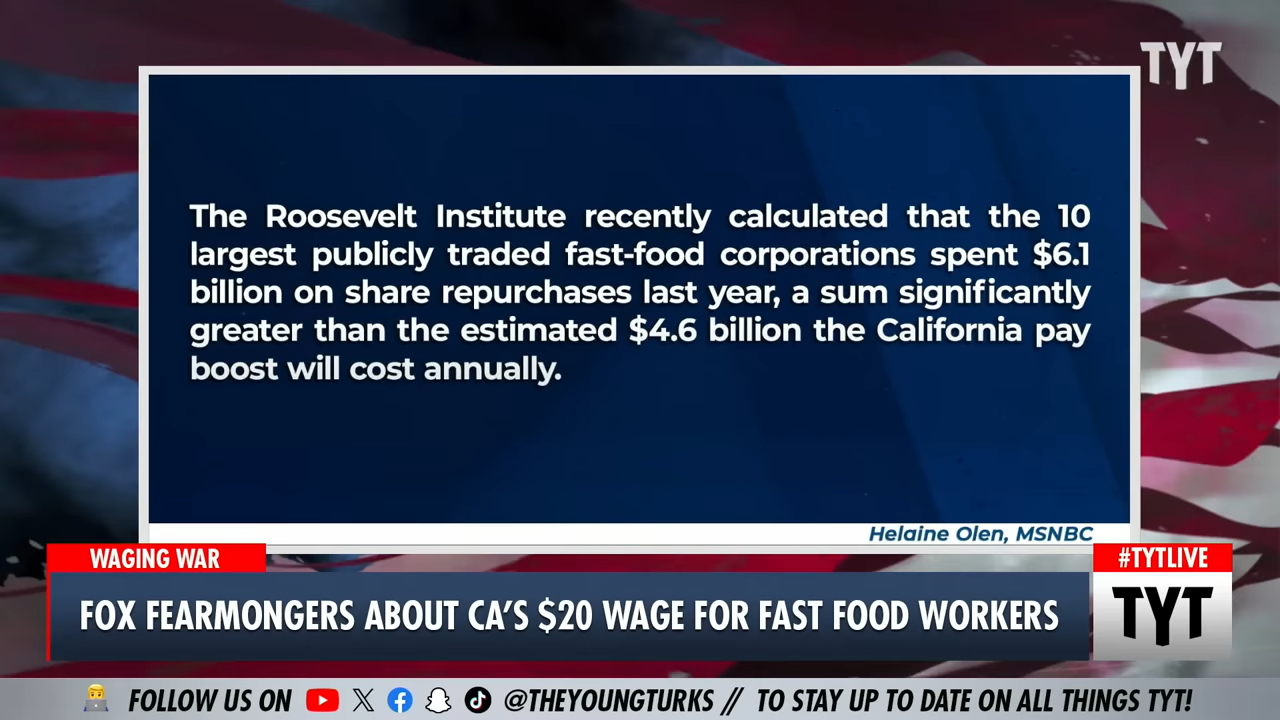 TYT
The Roosevelt Institute recently calculated that the 10
largest publicly traded fast-food corporations spent $6.1
billion on share repurchases last year, a sum significantly
greater than the estimated $4.6 billion the California pay
boost will cost annually.
Helaine Olen, MSNBC
WAGING WAR
#TYTLIVE
FOX FEARMONGERS ABOUT CA'S $20 WAGE FOR FAST FOOD WORKERS
TYT
FOLLOW US ON @THEYOUNGTURKS // TO STAY UP TO DATE ON ALL THINGS TYT!